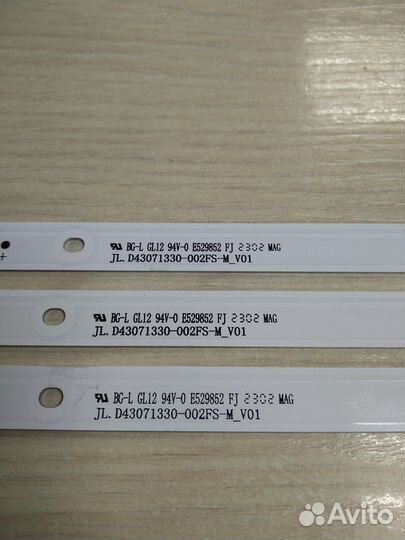 +
BG-L GL12 94V-0 E529852 FJ 2302 MAG
JL.D43071330-002FS-M_V01
BG-L GL12 94V-0 E529852 FJ 2302 MAG
JL.D43071330-002FS-M_V01
BG-L GL12 94V-0 E529852 FJ 2302 MAG
JL.D43071330-002FS-M_V01
Avito